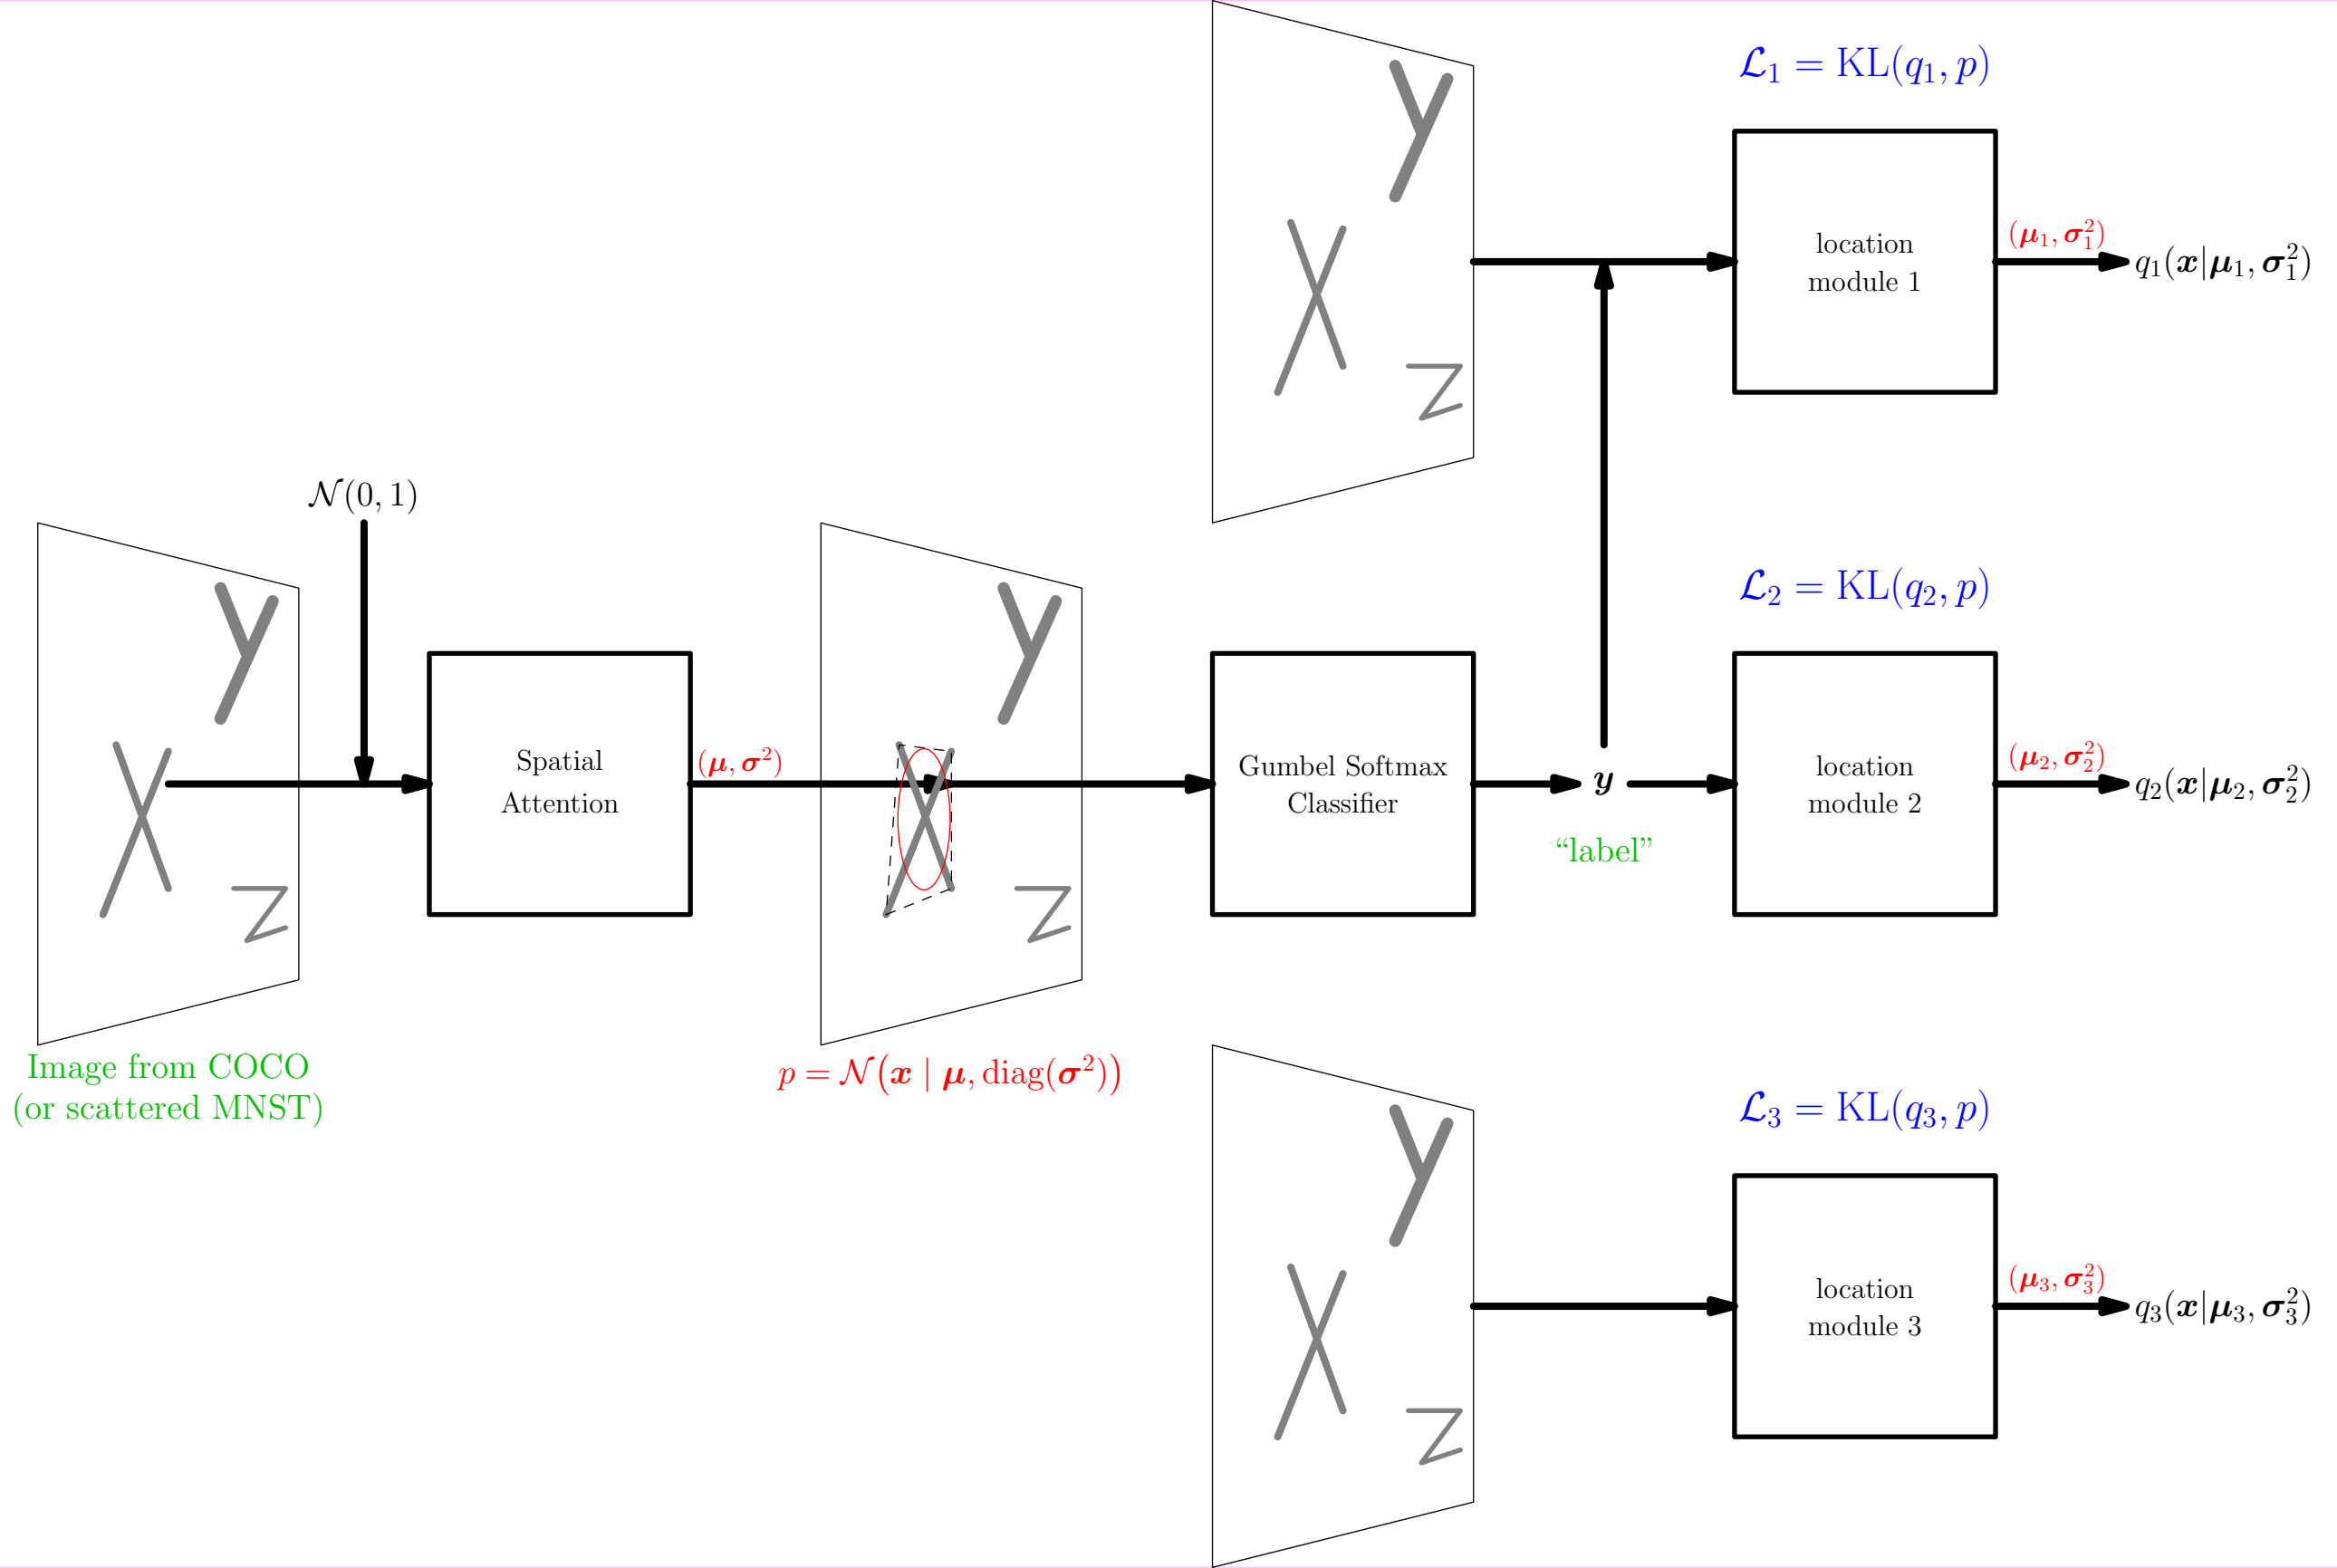 𝓛₁ = KL(q₁, p)
location
module 1
(μ₁, σ₁²)
q₁(x|μ₁, σ₁²)
𝒩(0, 1)
Spatial
Attention
(μ, σ²)
Gumbel Softmax
Classifier
y
“label”
𝓛₂ = KL(q₂, p)
location
module 2
(μ₂, σ₂²)
q₂(x|μ₂, σ₂²)
Image from COCO
(or scattered MNST)
p = 𝒩(x | μ, diag(σ²))
𝓛₃ = KL(q₃, p)
location
module 3
(μ₃, σ₃²)
q₃(x|μ₃, σ₃²)